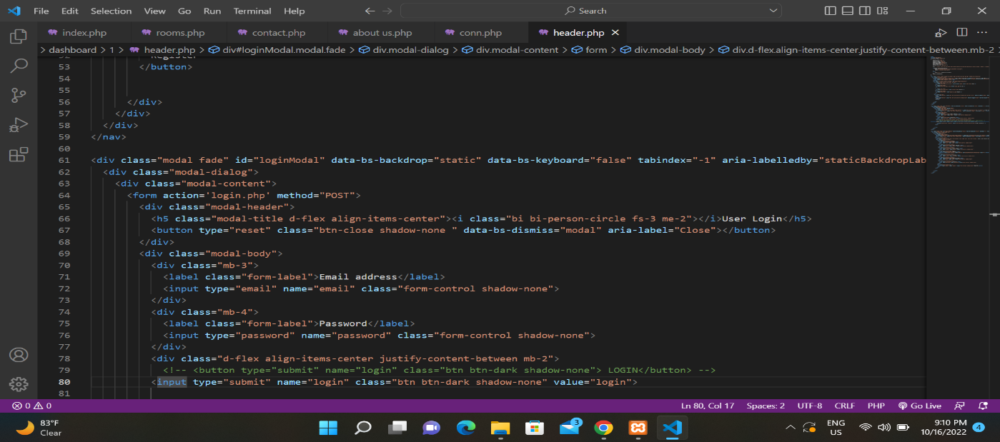 File Edit Selection View Go Run Terminal Help Search
index.php rooms.php contact.php about us.php conn.php header.php
> dashboard > 1 > header.php > div#loginModal.modal.fade > div.modal-dialog > div.modal-content > form > div.modal-body > div.d-flex.align-items-center.justify-content-between.mb-2
52 Register
53 </button>
54
55
56 </div>
57 </div>
58 </div>
59 </nav>
60
61 <div class="modal fade" id="loginModal" data-bs-backdrop="static" data-bs-keyboard="false" tabindex="-1" aria-labelledby="staticBackdropLab
62 <div class="modal-dialog">
63 <div class="modal-content">
64 <form action='login.php' method="POST">
65 <div class="modal-header">
66 <h5 class="modal-title d-flex align-items-center"><i class="bi bi-person-circle fs-3 me-2"></i>User Login</h5>
67 <button type="reset" class="btn-close shadow-none " data-bs-dismiss="modal" aria-label="Close"></button>
68 </div>
69 <div class="modal-body">
70 <div class="mb-3">
71 <label class="form-label">Email address</label>
72 <input type="email" name="email" class="form-control shadow-none">
73 </div>
74 <div class="mb-4">
75 <label class="form-label">Password</label>
76 <input type="password" name="password" class="form-control shadow-none">
77 </div>
78 <div class="d-flex align-items-center justify-content-between mb-2">
79 <!-- <button type="submit" name="login" class="btn btn-dark shadow-none"> LOGIN</button> -->
80 <input type="submit" name="login" class="btn btn-dark shadow-none" value="login">
81
0 0 Ln 80, Col 17 Spaces: 2 UTF-8 CRLF PHP Go Live
83°F
Clear
3
ENG
US
9:10 PM
10/16/2022
4